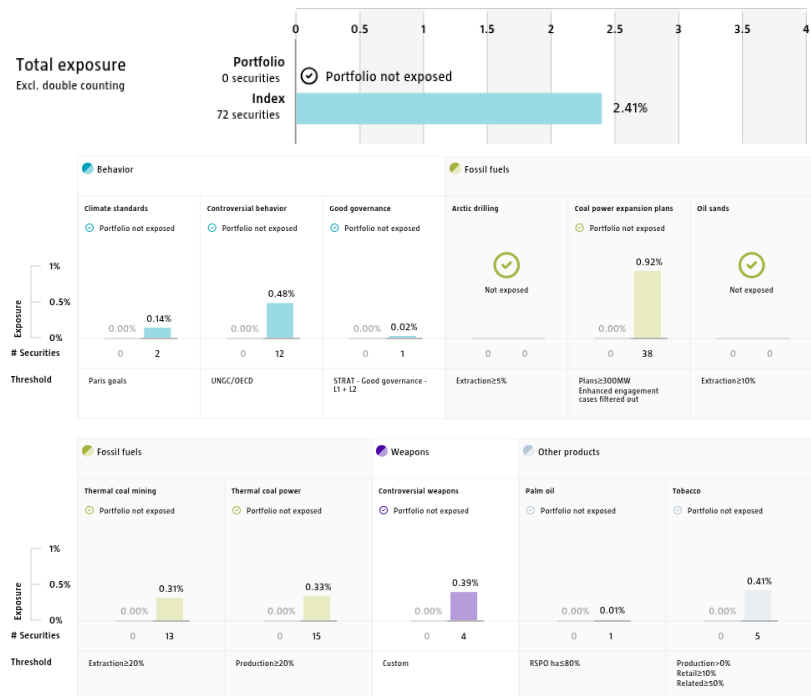 0 0.5 1 1.5 2 2.5 3 3.5 4
Total exposure
Excl. double counting
Portfolio
0 securities
Portfolio not exposed
Index
72 securities
2.41%
Behavior
Fossil fuels
Climate standards Controversial behavior Good governance Arctic drilling Coal power expansion plans Oil sands
Portfolio not exposed Portfolio not exposed Portfolio not exposed Portfolio not exposed
Exposure
1%
0.5%
0%
0.00% 0.14% 0.00% 0.48% 0.00% 0.02% Not exposed 0.00% 0.92% Not exposed
# Securities 0 2 0 12 0 1 0 0 0 38 0 0
Threshold Paris goals UNGC/OECD STRAT - Good governance - Extraction≥5% Plans≥300MW Extraction≥10%
L1 + L2 Enhanced engagement
cases filtered out
Fossil fuels
Weapons
Other products
Thermal coal mining Thermal coal power Controversial weapons Palm oil Tobacco
Portfolio not exposed Portfolio not exposed Portfolio not exposed Portfolio not exposed Portfolio not exposed
Exposure
1%
0.5%
0%
0.00% 0.31% 0.00% 0.33% 0.00% 0.39% 0.00% 0.01% 0.00% 0.41%
# Securities 0 13 0 15 0 4 0 1 0 5
Threshold Extraction≥20% Production≥20% Custom RSPO ha≤80% Production>0%
Retail≥10%
Related≥50%